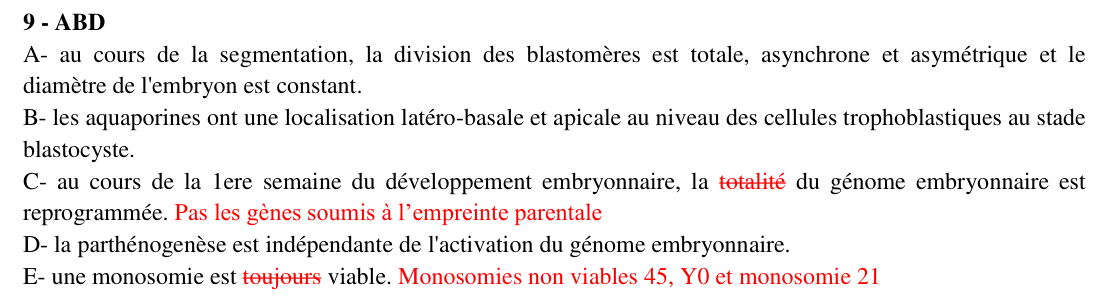 9 - ABD
A- au cours de la segmentation, la division des blastomères est totale, asynchrone et asymétrique et le
diamètre de l'embryon est constant.
B- les aquaporines ont une localisation latéro-basale et apicale au niveau des cellules trophoblastiques au stade
blastocyste.
C- au cours de la 1ere semaine du développement embryonnaire, la totalité du génome embryonnaire est
reprogrammée. Pas les gènes soumis à l’empreinte parentale
D- la parthénogenèse est indépendante de l'activation du génome embryonnaire.
E- une monosomie est toujours viable. Monosomies non viables 45, Y0 et monosomie 21